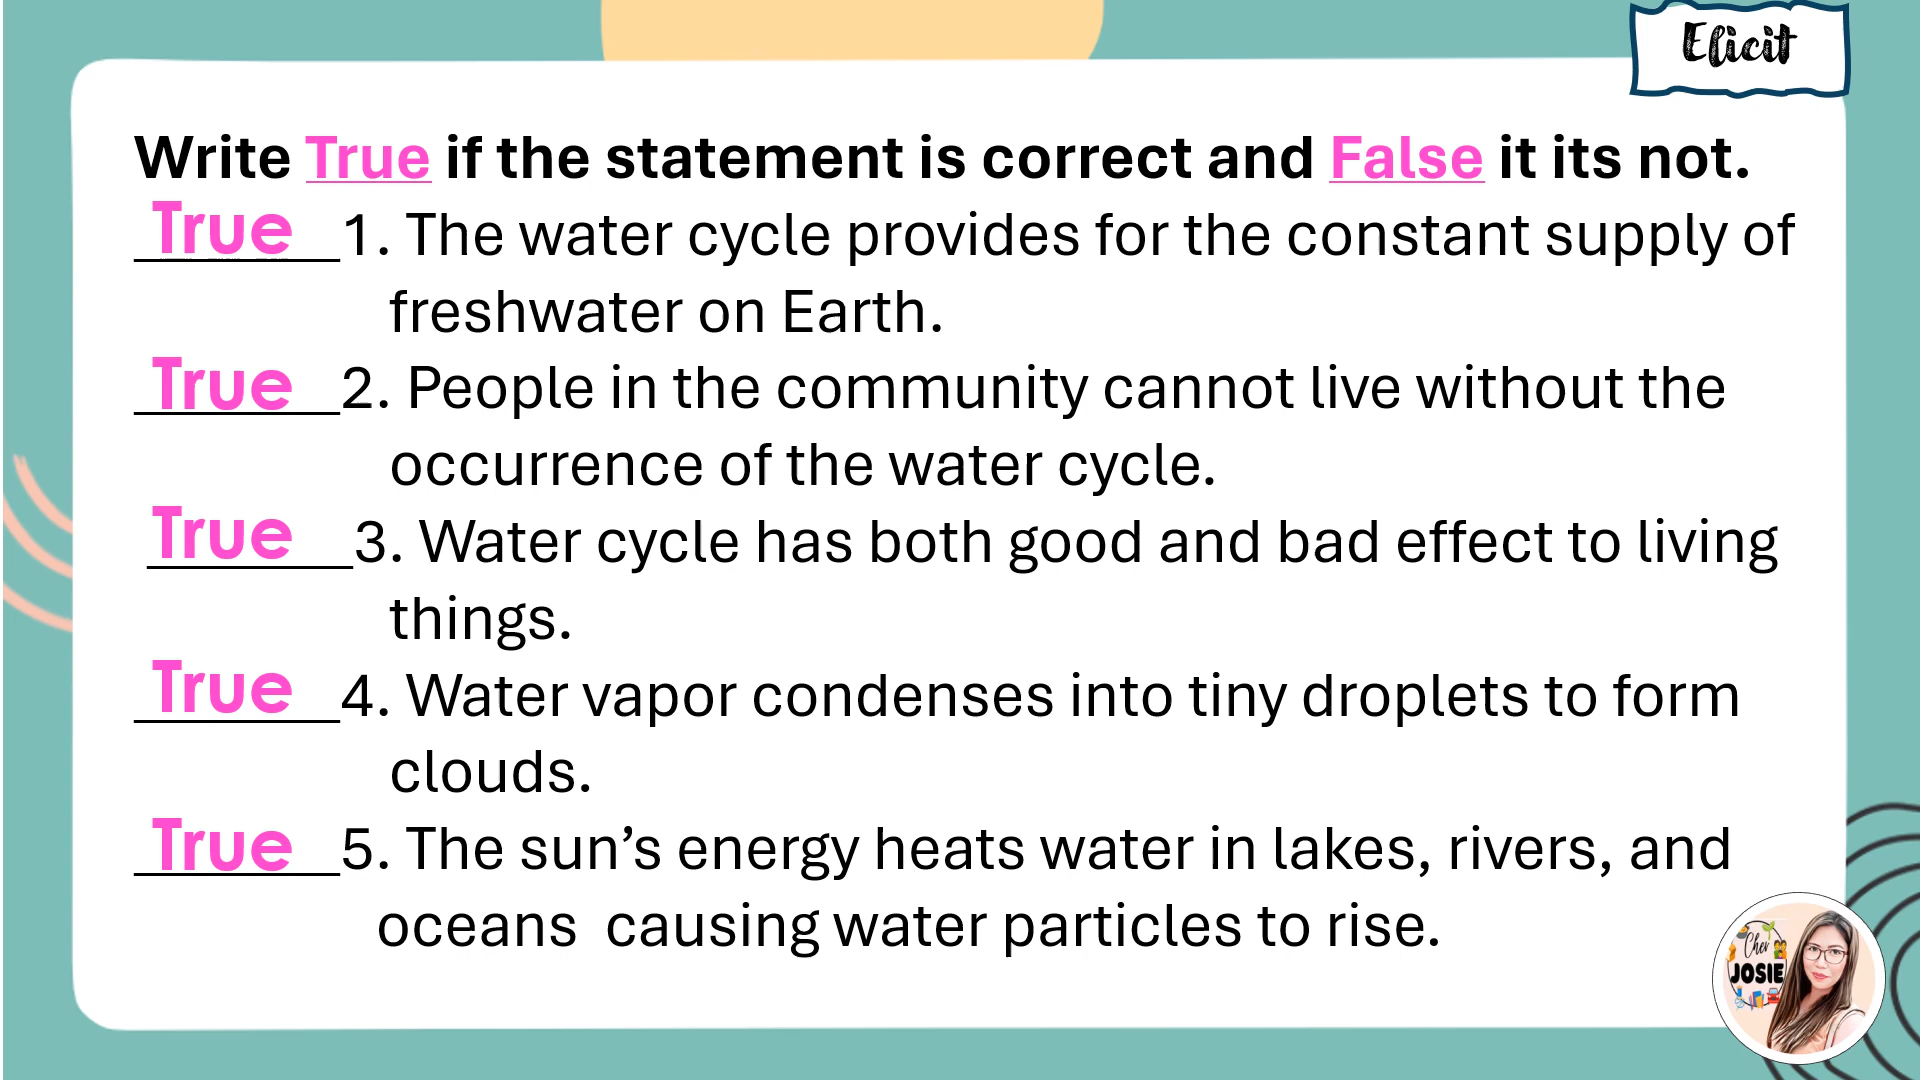 Elicit
Write True if the statement is correct and False it its not.
True 1. The water cycle provides for the constant supply of
freshwater on Earth.
True 2. People in the community cannot live without the
occurrence of the water cycle.
True 3. Water cycle has both good and bad effect to living
things.
True 4. Water vapor condenses into tiny droplets to form
clouds.
True 5. The sun’s energy heats water in lakes, rivers, and
oceans  causing water particles to rise.
Cher
JOSIE